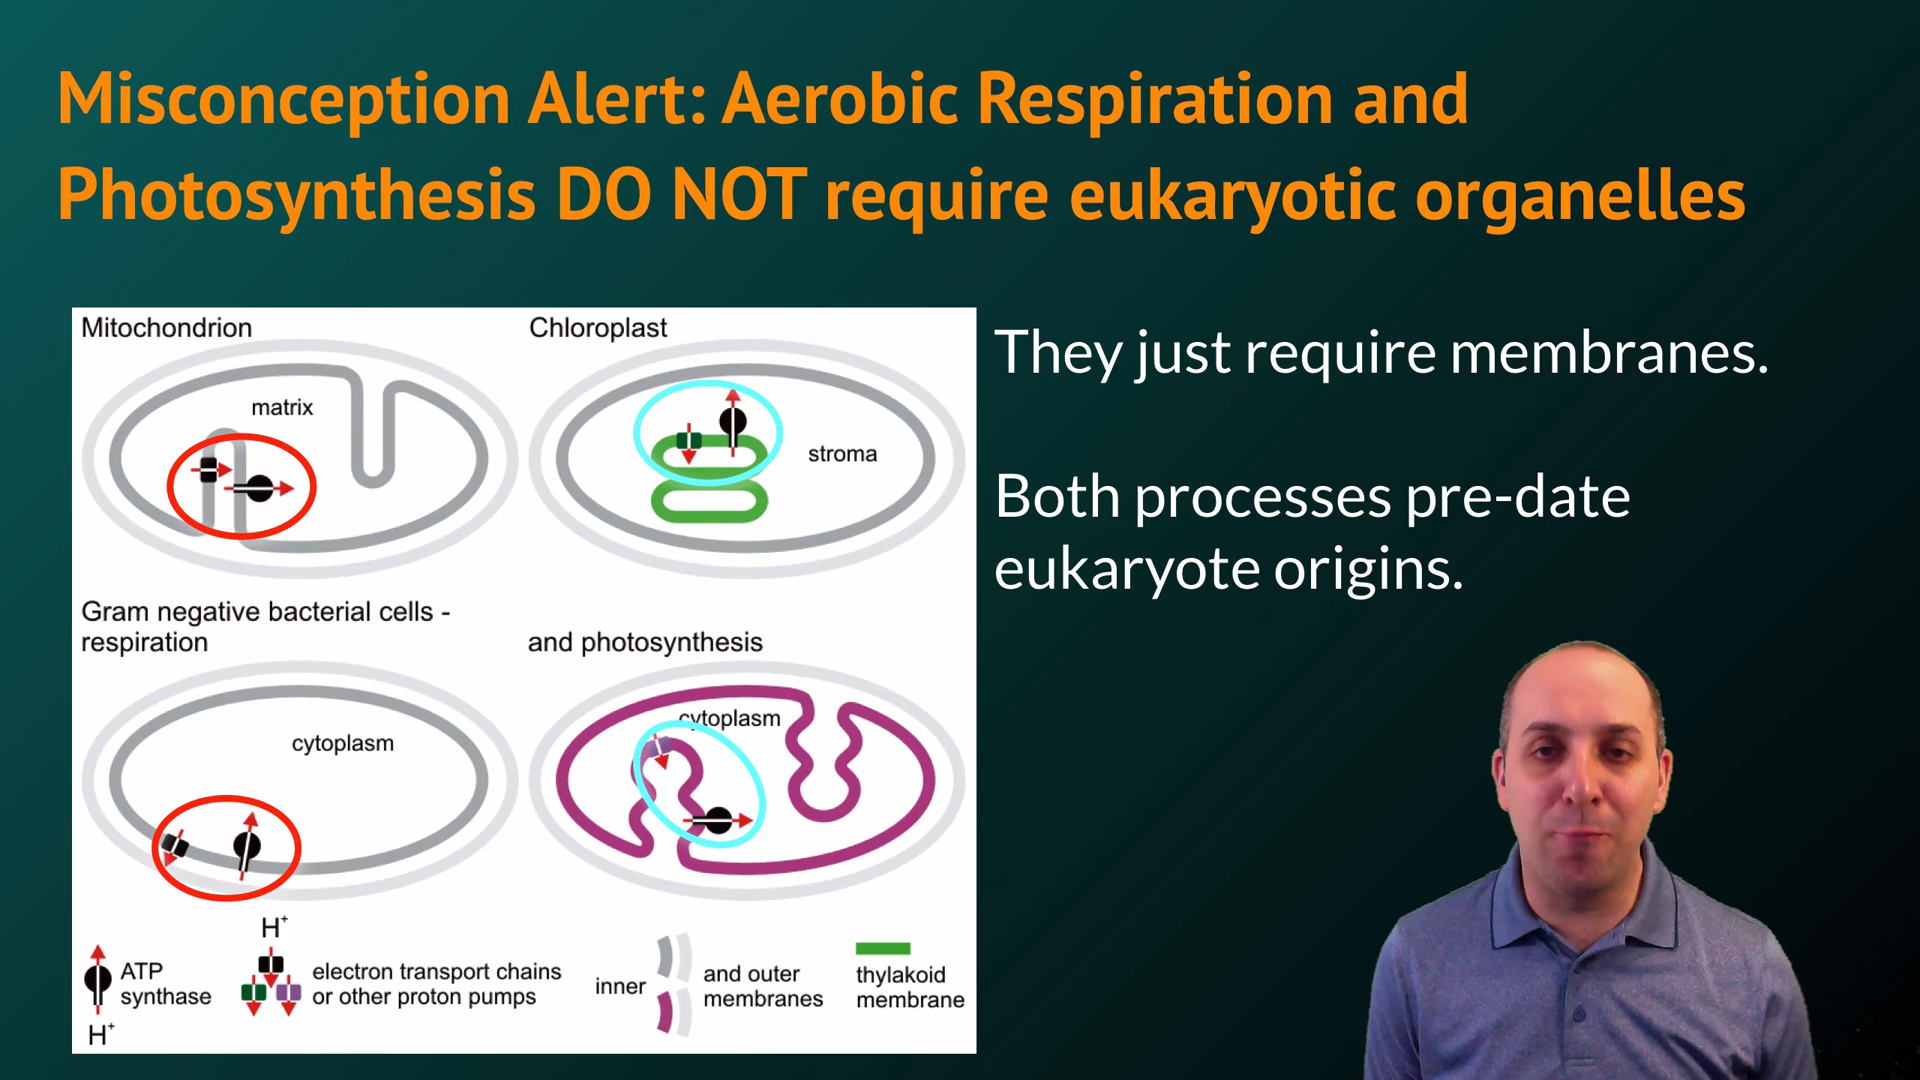 Misconception Alert: Aerobic Respiration and
Photosynthesis DO NOT require eukaryotic organelles
Mitochondrion
matrix
Chloroplast
stroma
They just require membranes.
Both processes pre-date
eukaryote origins.
Gram negative bacterial cells -
respiration
cytoplasm
and photosynthesis
cytoplasm
H⁺
ATP
synthase
H⁺
electron transport chains
or other proton pumps
inner
and outer
membranes
thylakoid
membrane